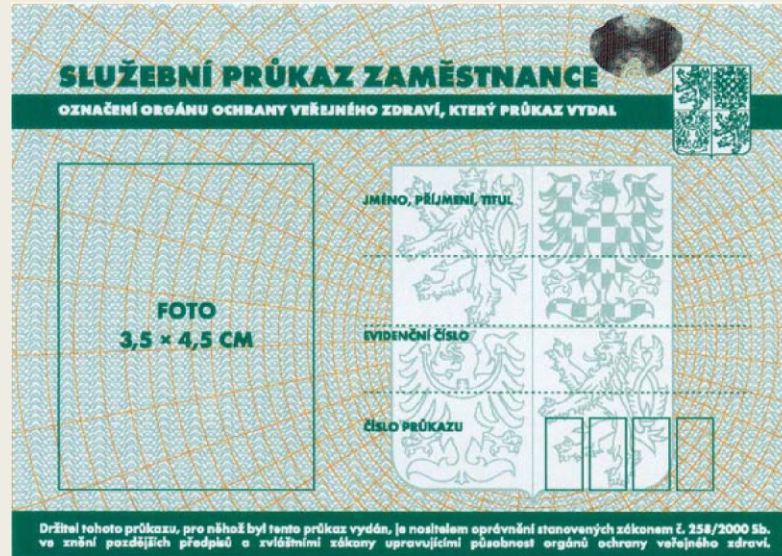 SLUŽEBNÍ PRŮKAZ ZAMĚSTNANCE
OZNAČENÍ ORGÁNU OCHRANY VEŘEJNÉHO ZDRAVÍ, KTERÝ PRŮKAZ VYDAL
JMÉNO, PŘÍJMENÍ, TITUL
FOTO
3,5 × 4,5 CM
EVIDENČNÍ ČÍSLO
ČÍSLO PRŮKAZU
Držitel tohoto průkazu, pro něhož byl tento průkaz vydán, je nositelem oprávnění stanovených zákonem č. 258/2000 Sb.
ve znění pozdějších předpisů a zvláštními zákony upravujícími působnost orgánů ochrany veřejného zdraví.